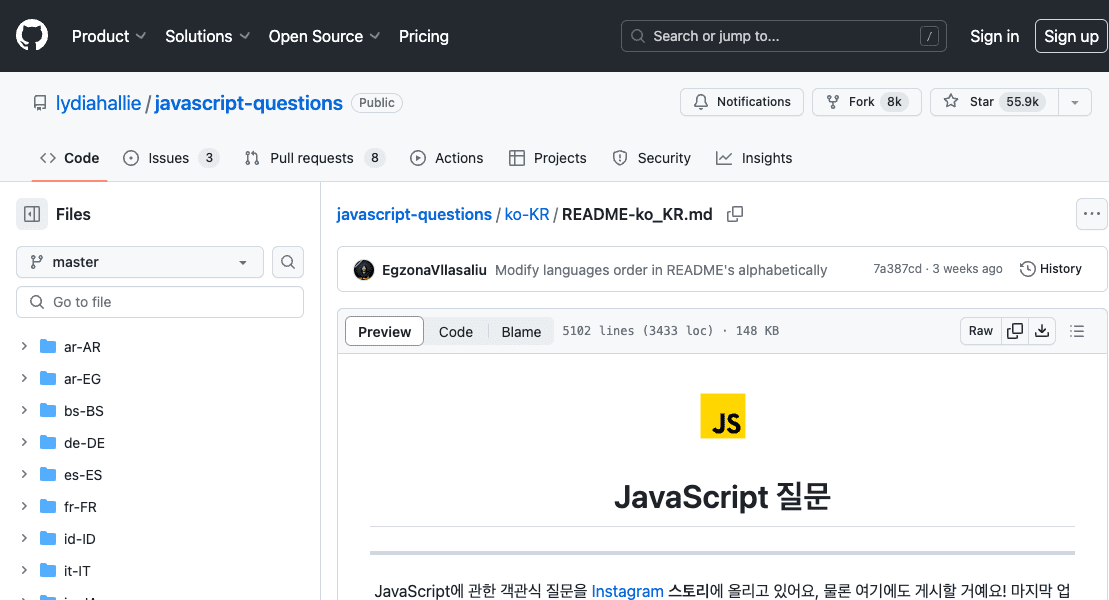 Product Solutions Open Source Pricing Search or jump to... / Sign in Sign up
lydiahallie / javascript-questions Public Notifications Fork 8k Star 55.9k
Code Issues 3 Pull requests 8 Actions Projects Security Insights
Files
master
Go to file
ar-AR
ar-EG
bs-BS
de-DE
es-ES
fr-FR
id-ID
it-IT
javascript-questions / ko-KR / README-ko_KR.md
EgzonaVllasaliu Modify languages order in README's alphabetically 7a387cd · 3 weeks ago History
Preview Code Blame 5102 lines (3433 loc) · 148 KB Raw
JS
JavaScript 질문
JavaScript에 관한 객관식 질문을 Instagram 스토리에 올리고 있어요, 물론 여기에도 게시할 거예요! 마지막 업